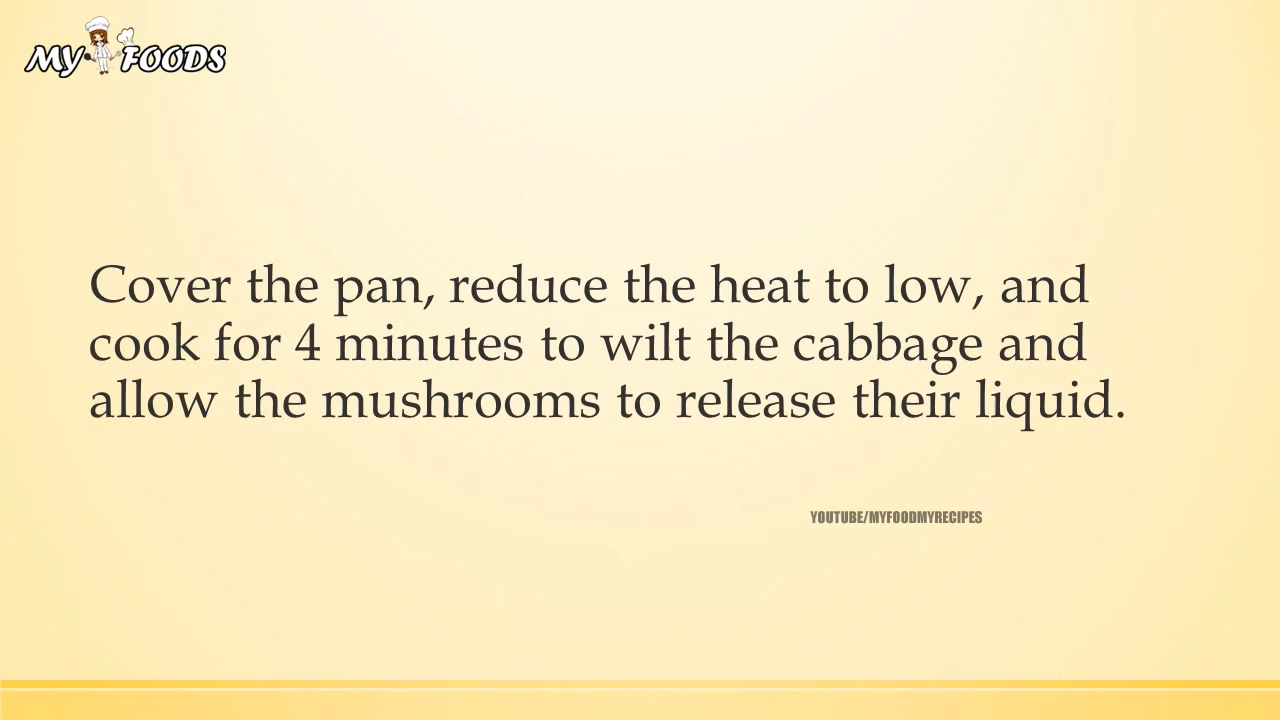 MY FOODS
Cover the pan, reduce the heat to low, and
cook for 4 minutes to wilt the cabbage and
allow the mushrooms to release their liquid.
YOUTUBE/MYFOODMYRECIPES